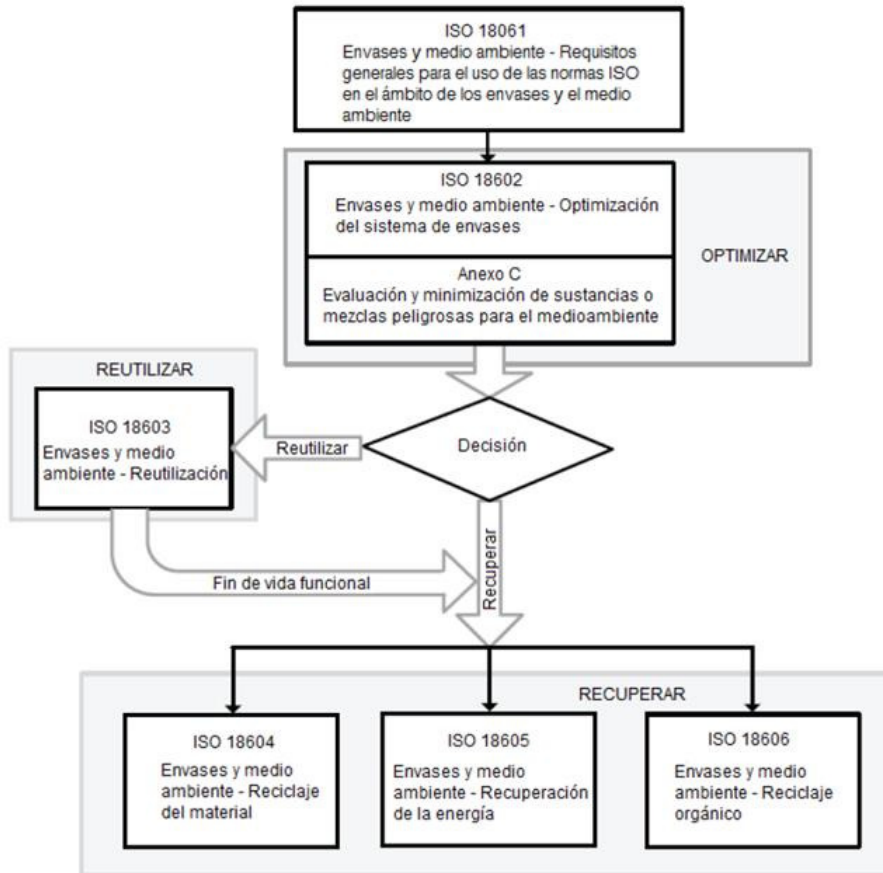 ISO 18061
Envases y medio ambiente - Requisitos
generales para el uso de las normas ISO
en el ámbito de los envases y el medio
ambiente
ISO 18602
Envases y medio ambiente - Optimización
del sistema de envases
OPTIMIZAR
Anexo C
Evaluación y minimización de sustancias o
mezclas peligrosas para el medioambiente
REUTILIZAR
ISO 18603
Envases y medio
ambiente - Reutilización
Reutilizar
Decisión
Fin de vida funcional
Recuperar
RECUPERAR
ISO 18604
Envases y medio
ambiente - Reciclaje
del material
ISO 18605
Envases y medio
ambiente - Recuperación
de la energía
ISO 18606
Envases y medio
ambiente - Reciclaje
orgánico